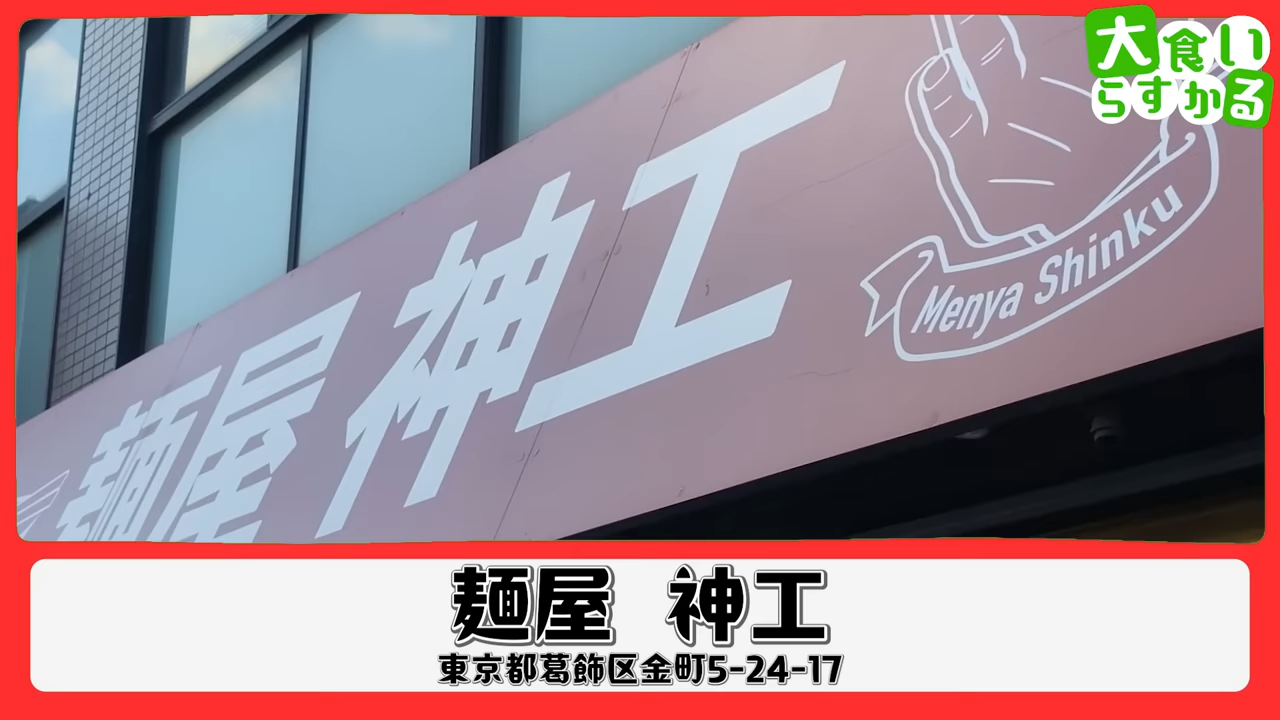 大食い
らすかる
麺屋 神工
Menya Shinku
麺屋 神工
東京都葛飾区金町5-24-17